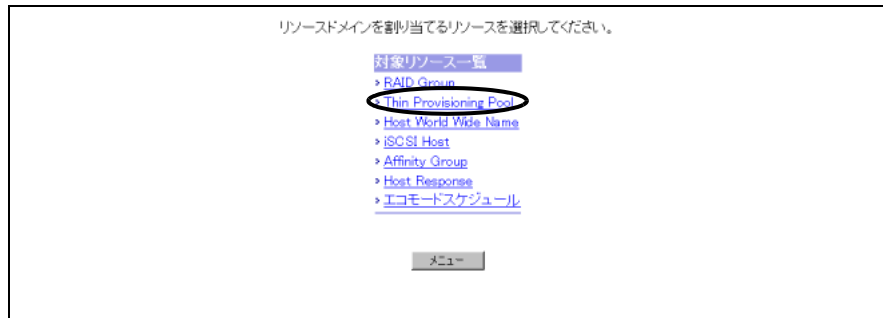 リソースドメインを割り当てるリソースを選択してください。
対象リソース一覧
> RAID Group
> Thin Provisioning Pool
> Host World Wide Name
> iSCSI Host
> Affinity Group
> Host Response
> エコモードスケジュール
メニュー